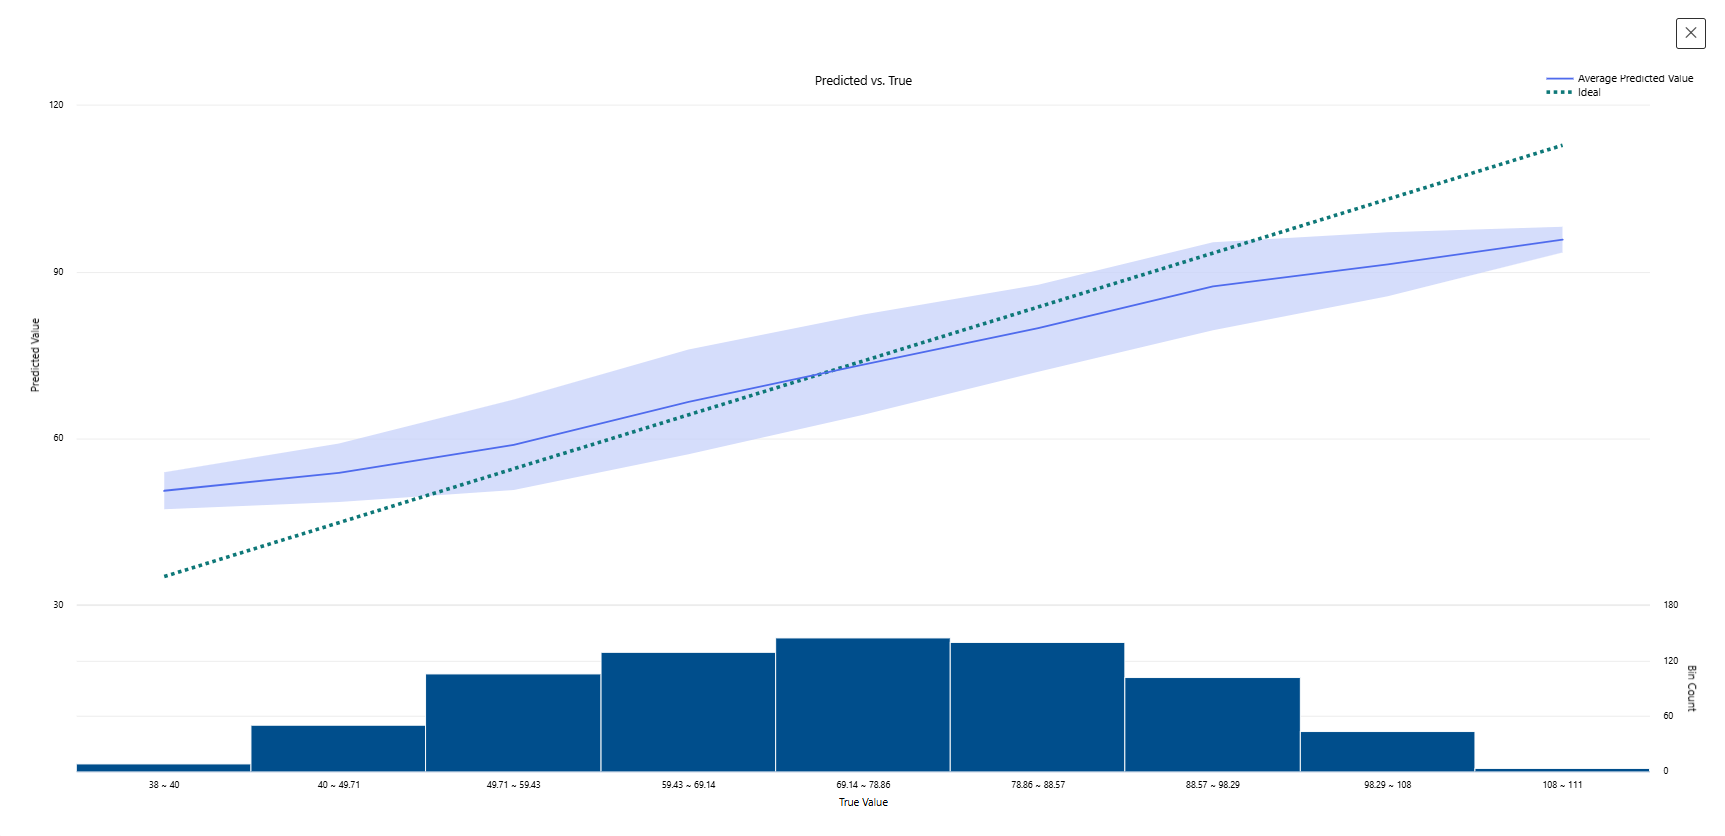 Predicted vs. True
Average Predicted Value
Ideal
120
90
60
30
Predicted Value
180
120
60
0
Bin Count
38 ~ 40
40 ~ 49.71
49.71 ~ 59.43
59.43 ~ 69.14
69.14 ~ 78.86
78.86 ~ 88.57
88.57 ~ 98.29
98.29 ~ 108
108 ~ 111
True Value